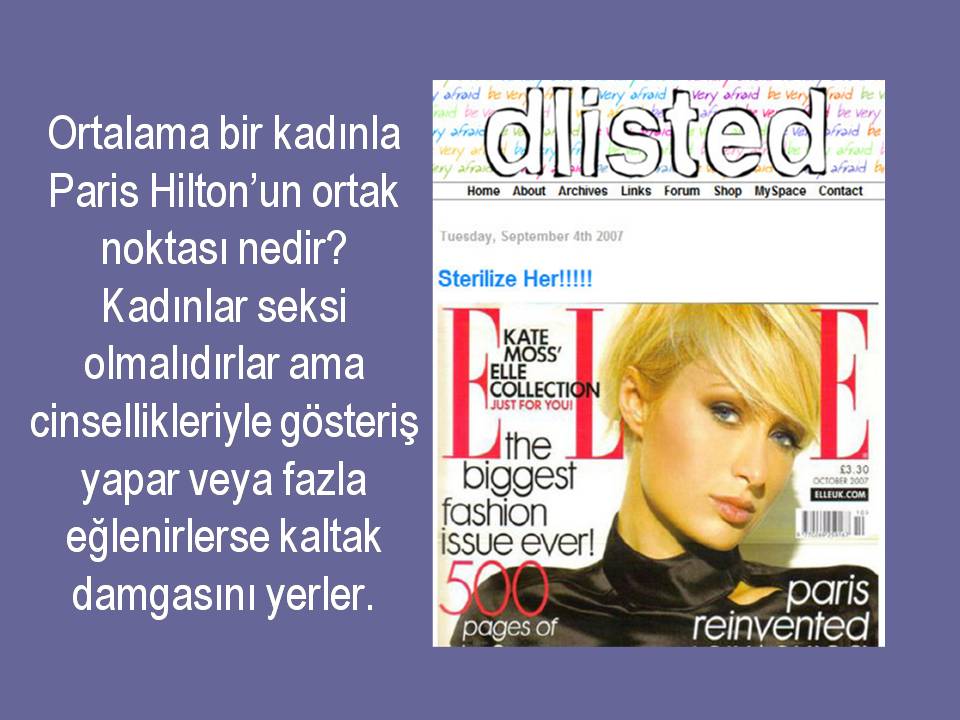 Ortalama bir kadınla
Paris Hilton’un ortak
noktası nedir?
Kadınlar seksi
olmalıdırlar ama
cinsellikleriyle gösteriş
yapar veya fazla
eğlenirlerse kaltak
damgasını yerler.
dlisted
Home About Archives Links Forum Shop MySpace Contact
Tuesday, September 4th 2007
Sterilize Her!!!!!
ELLE
KATE
MOSS’
ELLE
COLLECTION
JUST FOR YOU!
the
biggest
fashion
issue ever!
500
pages of
£3.30
OCTOBER 2007
ELLEUK.COM
paris
reinvented